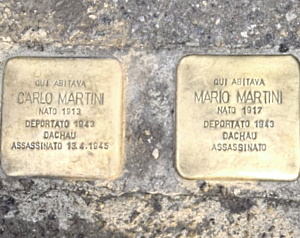 QUI ABITAVA
CARLO MARTINI
NATO 1913
DEPORTATO 1943
DACHAU
ASSASSINATO 13.4.1945
QUI ABITAVA
MARIO MARTINI
NATO 1917
DEPORTATO 1943
DACHAU
ASSASSINATO